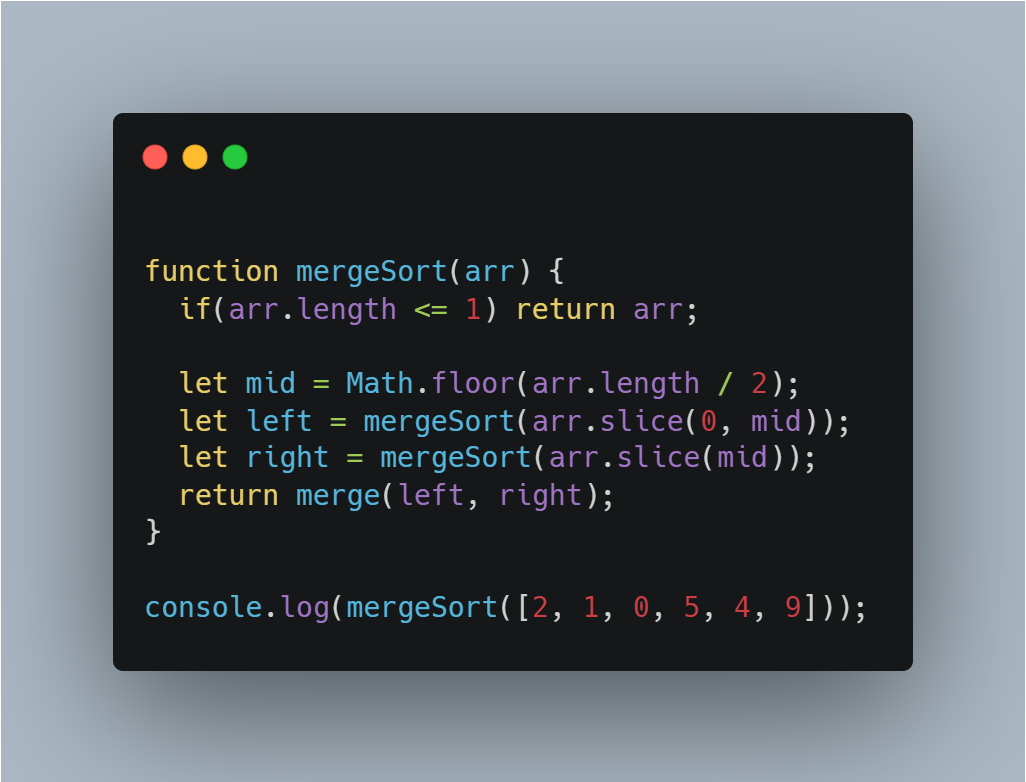 function mergeSort(arr) {
  if(arr.length <= 1) return arr;

  let mid = Math.floor(arr.length / 2);
  let left = mergeSort(arr.slice(0, mid));
  let right = mergeSort(arr.slice(mid));
  return merge(left, right);
}

console.log(mergeSort([2, 1, 0, 5, 4, 9]));